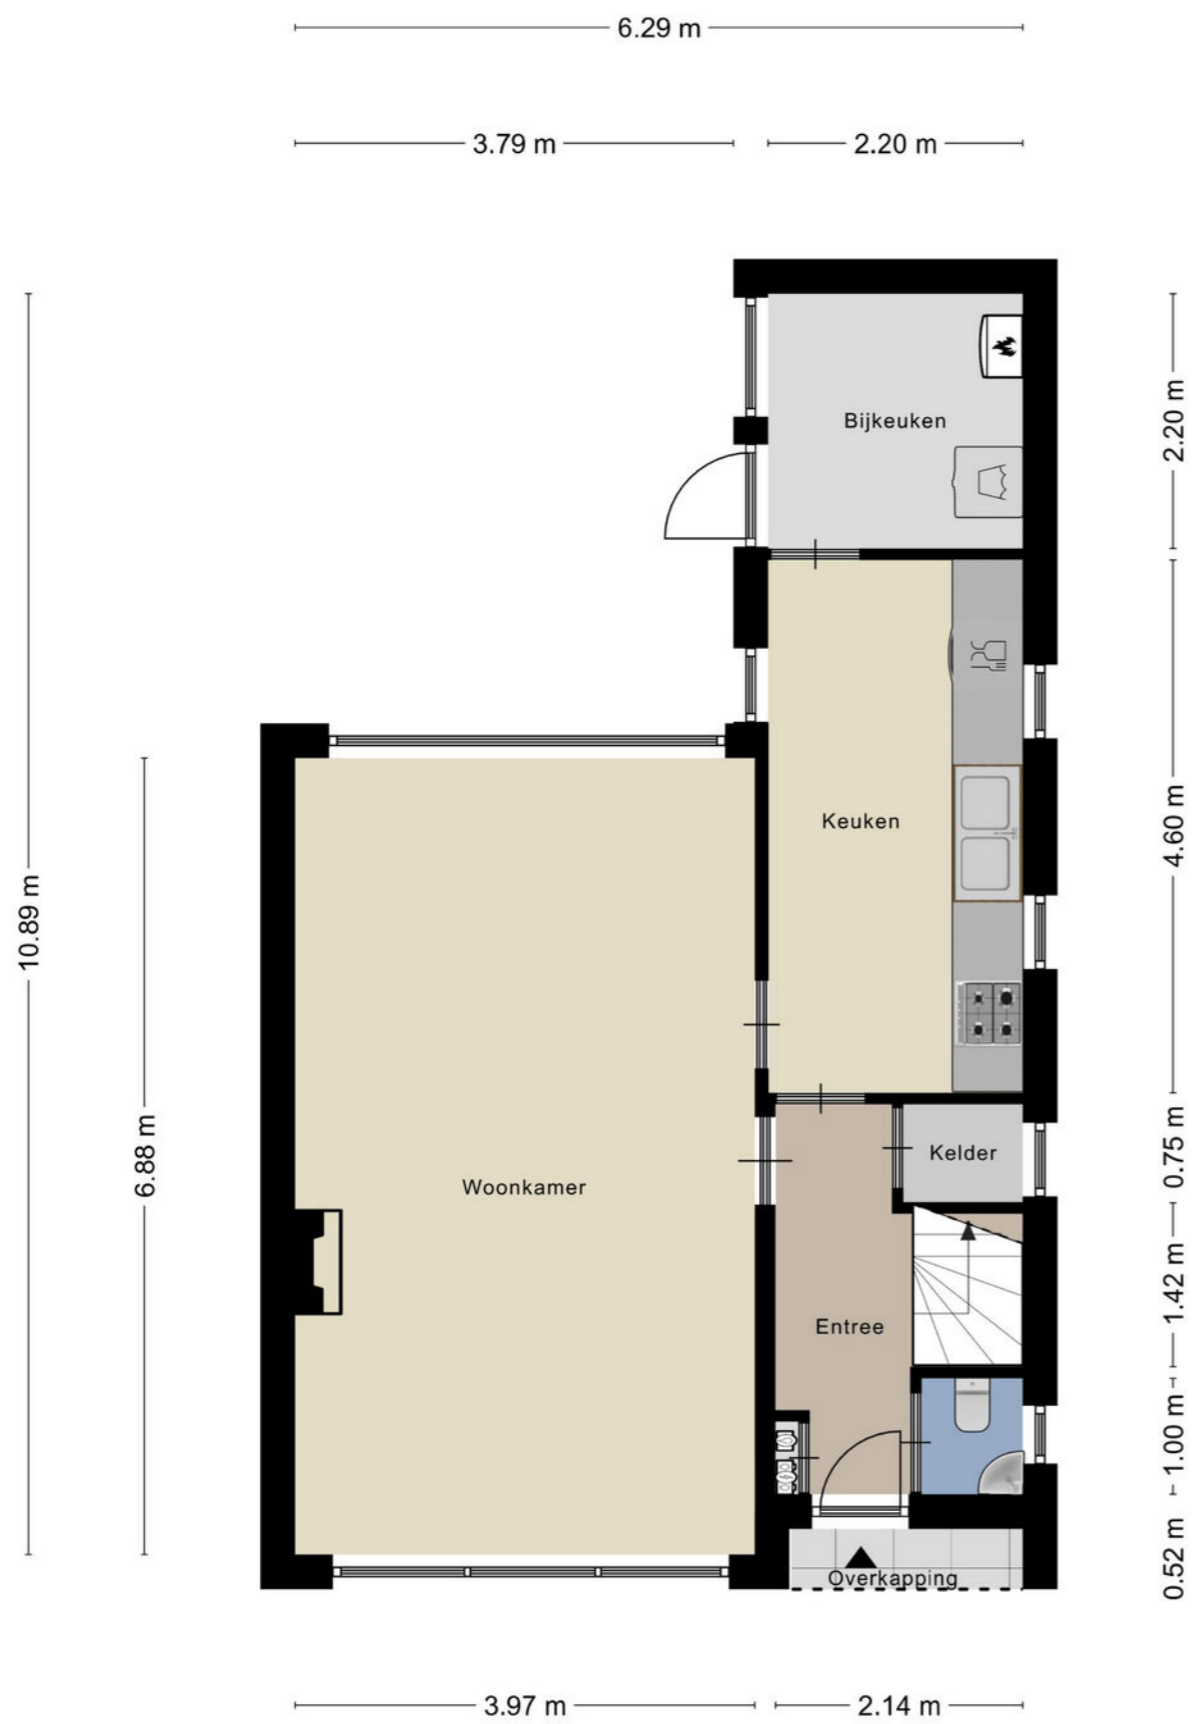 6.29 m
3.79 m
2.20 m
Bijkeuken
2.20 m
Keuken
4.60 m
10.89 m
6.88 m
Kelder
0.75 m
Woonkamer
1.42 m
Entree
1.00 m
Overkapping
0.52 m
3.97 m
2.14 m